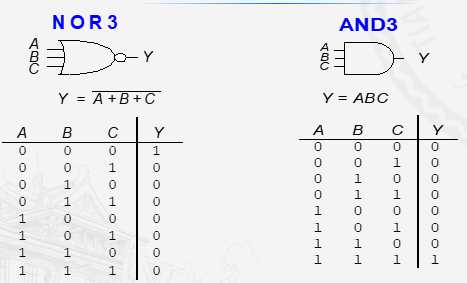 NOR3
A
B
C
Y
Y = A + B + C
A B C Y
0 0 0 1
0 0 1 0
0 1 0 0
0 1 1 0
1 0 0 0
1 0 1 0
1 1 0 0
1 1 1 0
AND3
A
B
C
Y
Y = ABC
A B C Y
0 0 0 0
0 0 1 0
0 1 0 0
0 1 1 0
1 0 0 0
1 0 1 0
1 1 0 0
1 1 1 1